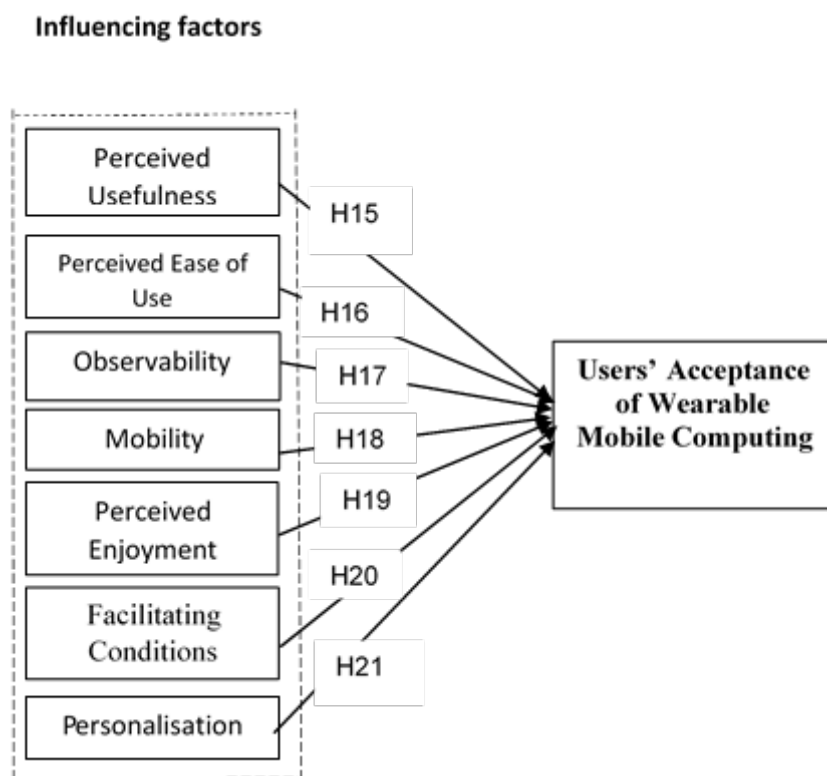 Influencing factors
Perceived
Usefulness
H15
Perceived Ease of
Use
H16
Observability
H17
Mobility
H18
Perceived
Enjoyment
H19
Facilitating
Conditions
H20
Personalisation
H21
Users’ Acceptance
of Wearable
Mobile Computing